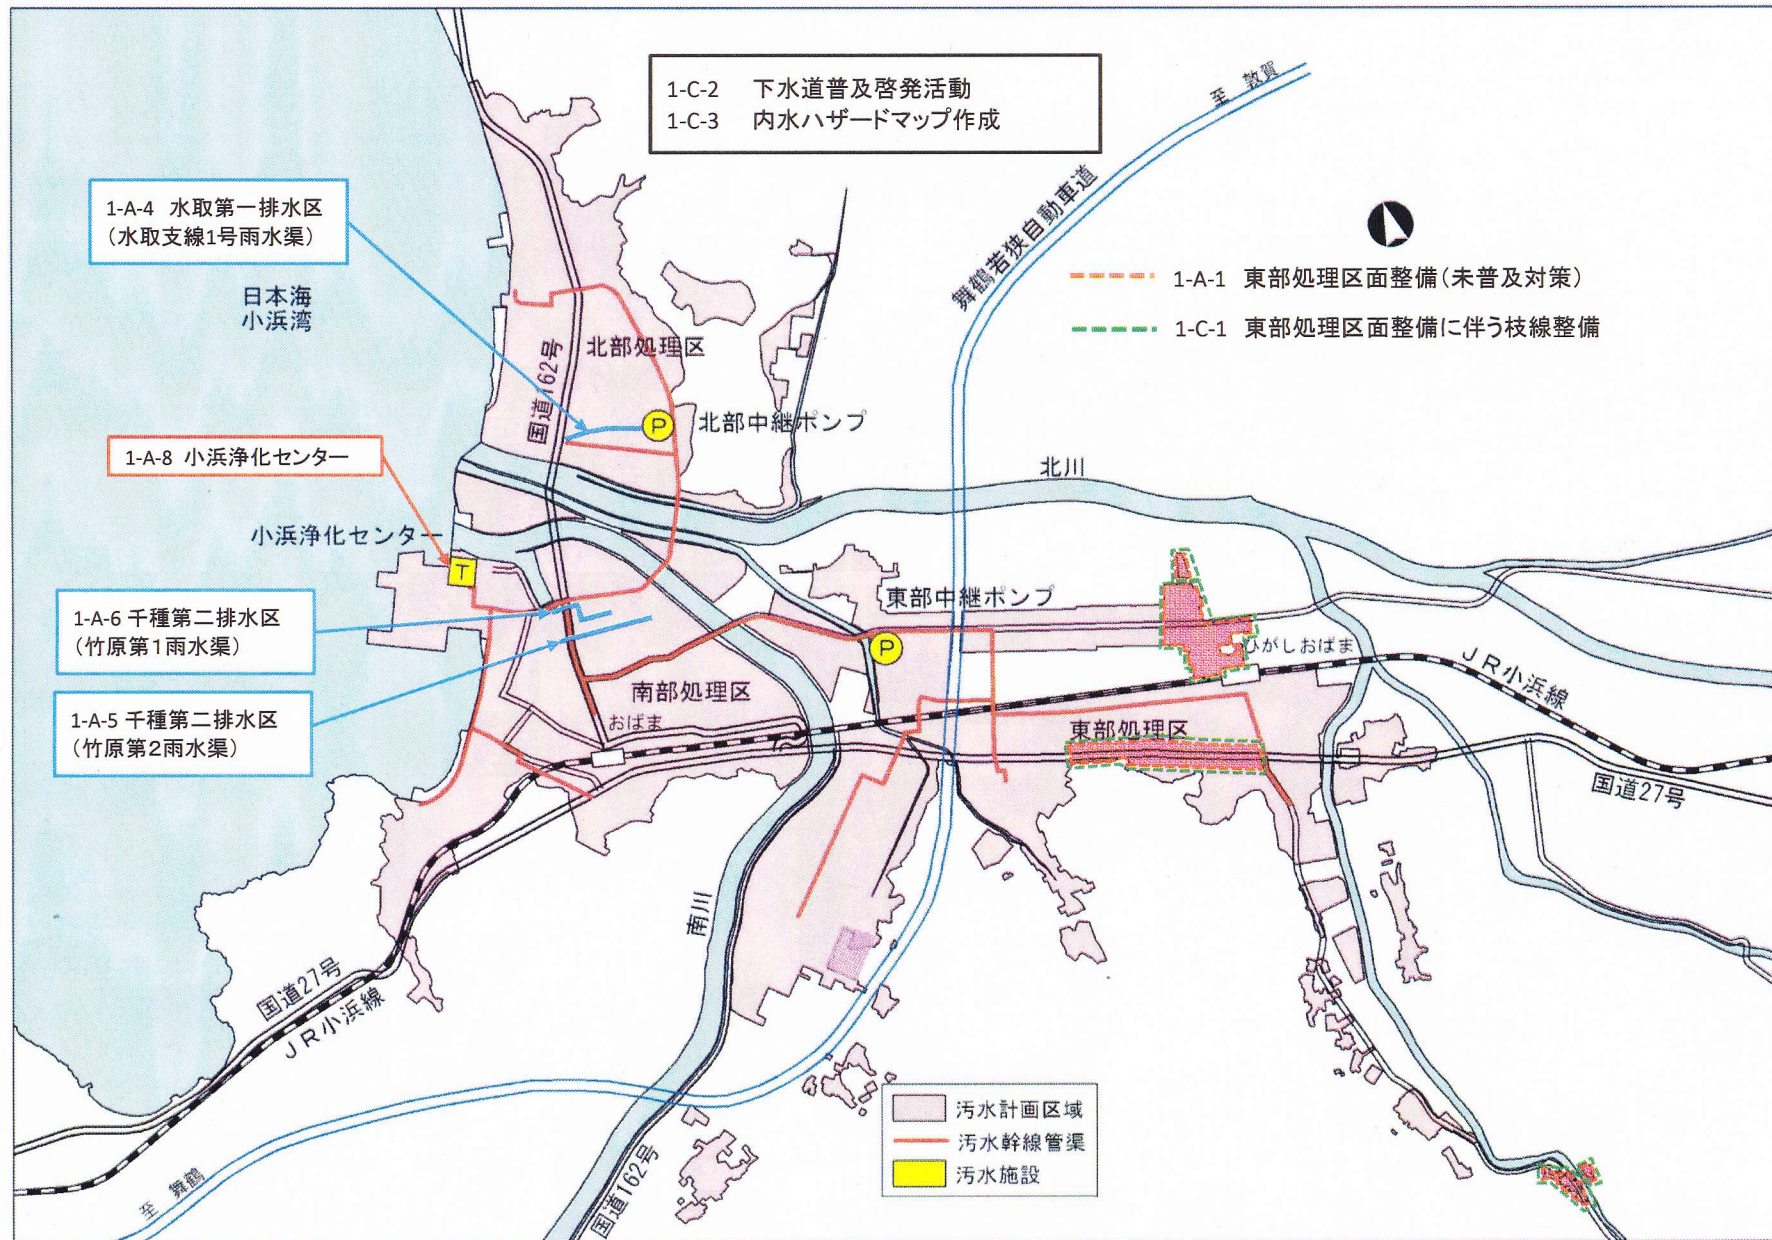 1-C-2 下水道普及啓発活動
1-C-3 内水ハザードマップ作成
至 敦賀
舞鶴若狭自動車道
1-A-4 水取第一排水区
（水取支線1号雨水渠）
日本海
小浜湾
1-A-1 東部処理区面整備（未普及対策）
1-C-1 東部処理区面整備に伴う枝線整備
北部処理区
国道162号
P
北部中継ポンプ
1-A-8 小浜浄化センター
北川
小浜浄化センター
T
1-A-6 千種第二排水区
（竹原第1雨水渠）
東部中継ポンプ
P
ひがしおばま
JR小浜線
1-A-5 千種第二排水区
（竹原第2雨水渠）
南部処理区
おばま
東部処理区
国道27号
南川
国道27号
JR小浜線
汚水計画区域
汚水幹線管渠
汚水施設
至 舞鶴
国道162号